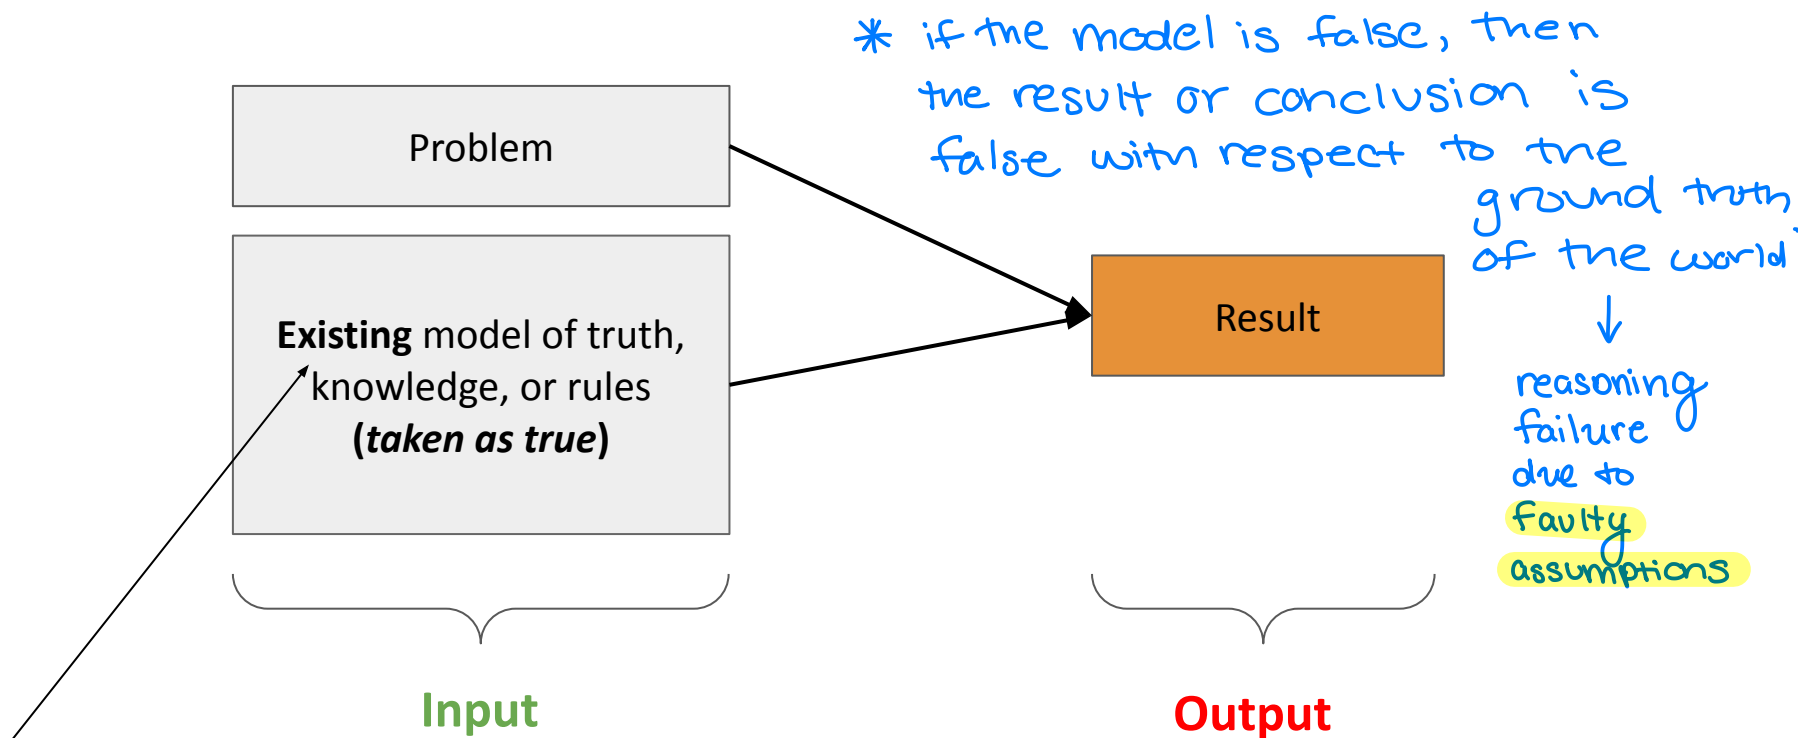 * if the model is false, then
the result or conclusion is
false with respect to the
ground truth
of the world
Problem
Existing model of truth,
knowledge, or rules
(taken as true)
Result
reasoning
failure
due to
faulty
assumptions
Input
Output